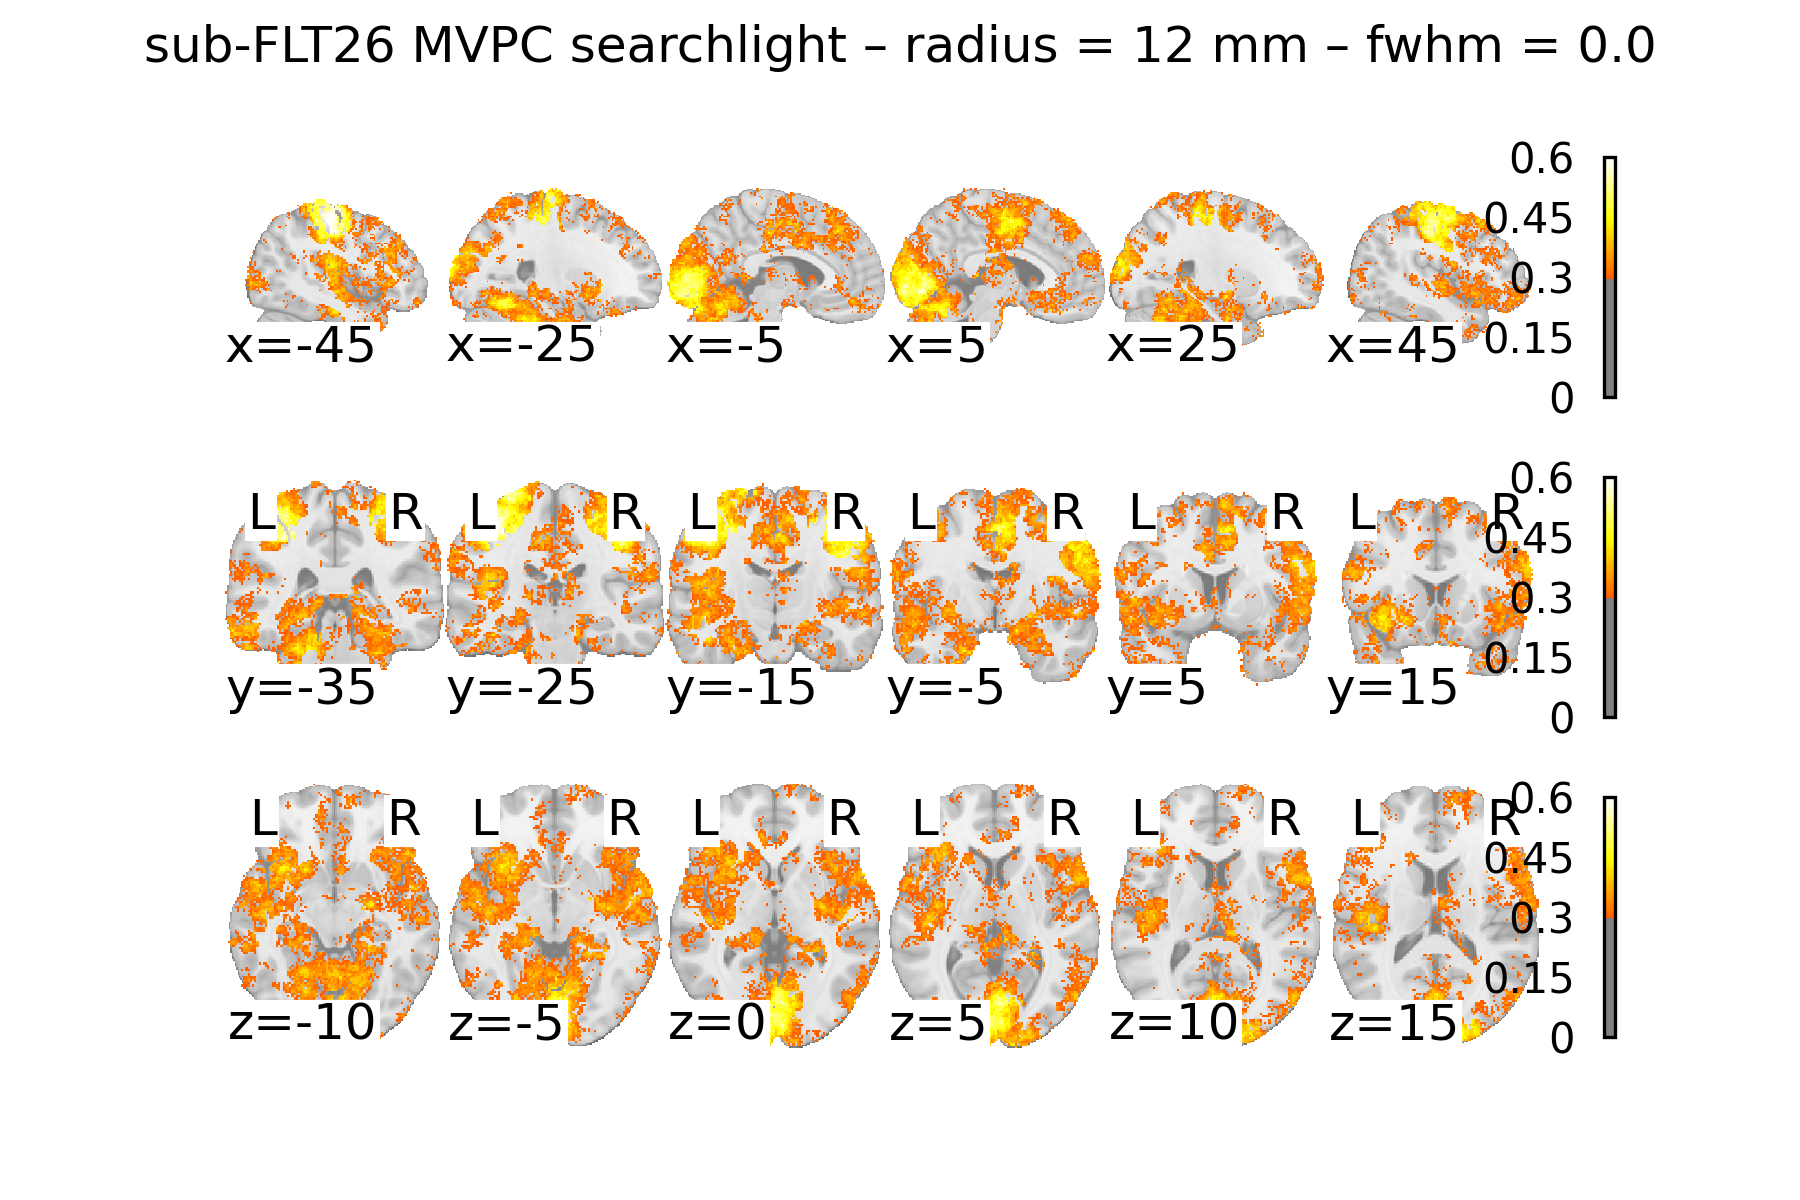 sub-FLT26 MVPC searchlight – radius = 12 mm – fwhm = 0.0
0.6
0.45
0.3
0.15
0
x=-45 x=-25 x=-5 x=5 x=25 x=45
L R L R L R L R L R L R
0.6
0.45
0.3
0.15
0
y=-35 y=-25 y=-15 y=-5 y=5 y=15
L R L R L R L R L R L R
0.6
0.45
0.3
0.15
0
z=-10 z=-5 z=0 z=5 z=10 z=15